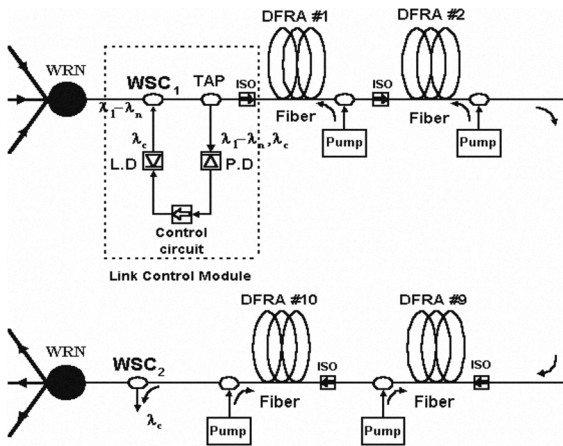 DFRA #1
DFRA #2
WRN
WSC1
TAP
ISO
ISO
λ1-λn
Fiber
Fiber
λc
λ1-λn,λc
Pump
Pump
L.D
P.D
Control
circuit
Link Control Module
DFRA #10
DFRA #9
WRN
WSC2
ISO
ISO
λc
Fiber
Fiber
Pump
Pump